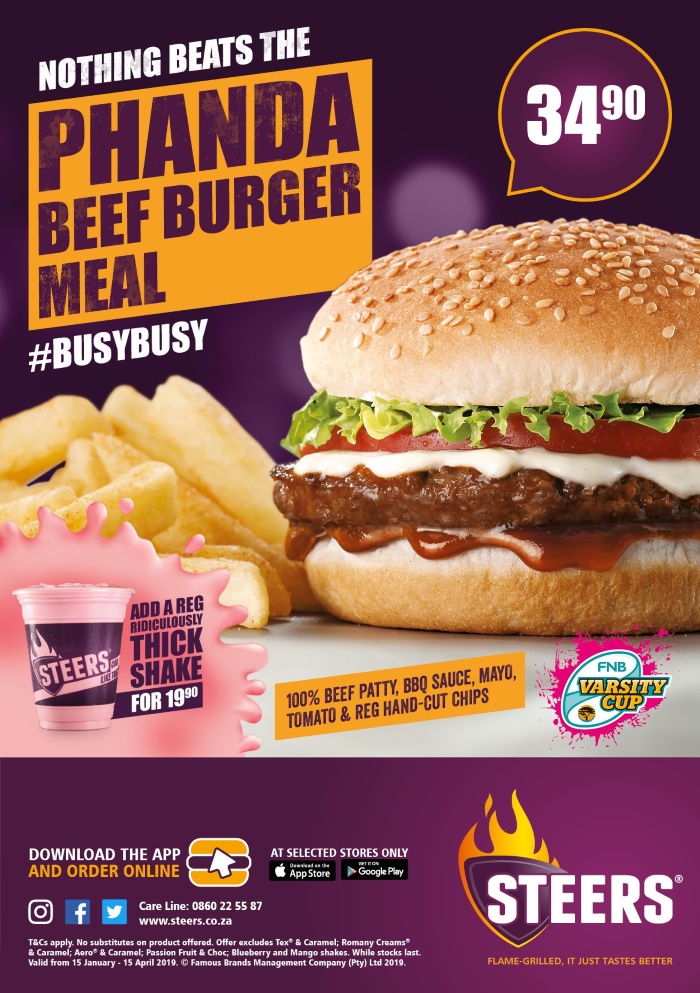 NOTHING BEATS THE
PHANDA
BEEF BURGER
MEAL
#BUSYBUSY
34⁹⁰
STEERS
ADD A REG
RIDICULOUSLY
THICK
SHAKE
FOR 19⁹⁰
100% BEEF PATTY, BBQ SAUCE, MAYO,
TOMATO & REG HAND-CUT CHIPS
FNB
VARSITY
CUP
DOWNLOAD THE APP
AND ORDER ONLINE
AT SELECTED STORES ONLY
Download on the
App Store
GET IT ON
Google Play
Care Line: 0860 22 55 87
www.steers.co.za
T&Cs apply. No substitutes on product offered. Offer excludes Tex® & Caramel; Romany Creams®
& Caramel; Aero® & Caramel; Passion Fruit & Choc; Blueberry and Mango shakes. While stocks last.
Valid from 15 January - 15 April 2019. © Famous Brands Management Company (Pty) Ltd 2019.
STEERS®
FLAME-GRILLED, IT JUST TASTES BETTER